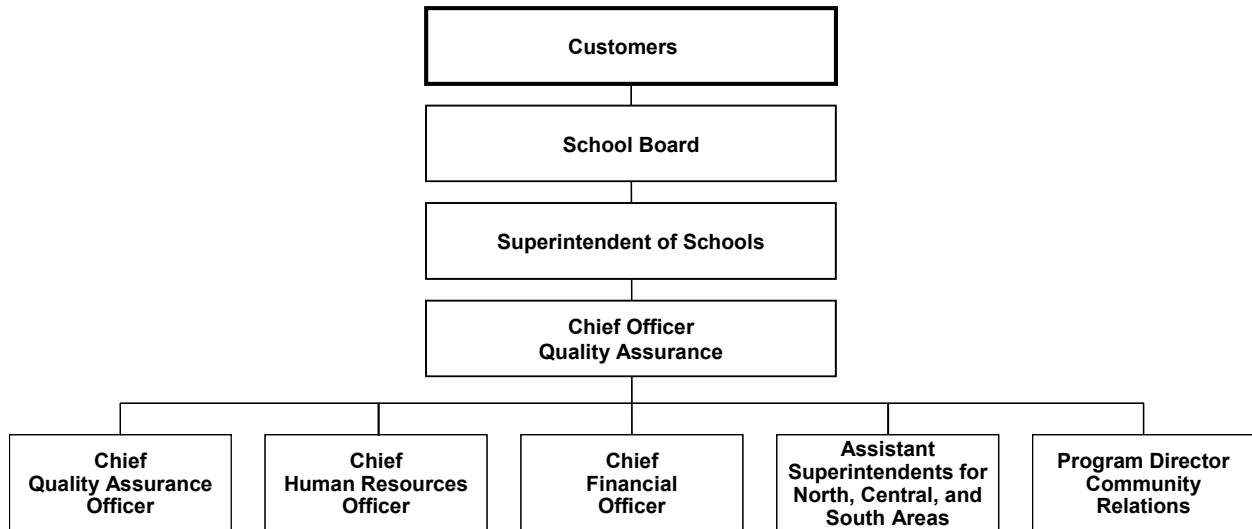 Customers
School Board
Superintendent of Schools
Chief Officer
Quality Assurance
Chief
Quality Assurance
Officer
Chief
Human Resources
Officer
Chief
Financial
Officer
Assistant
Superintendents for
North, Central, and
South Areas
Program Director
Community
Relations